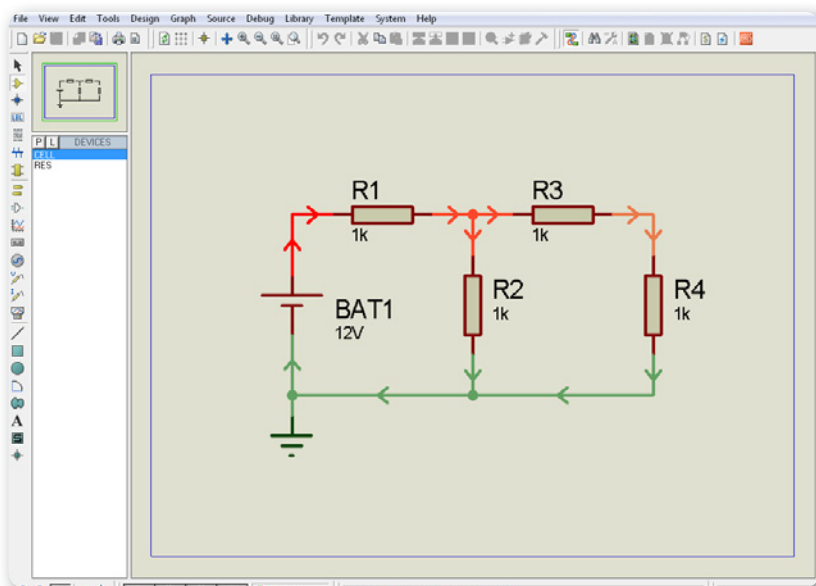 File View Edit Tools Design Graph Source Debug Library Template System Help
P L DEVICES
CELL
RES
LBL
A
S
R1
1k
R3
1k
R2
1k
R4
1k
BAT1
12V